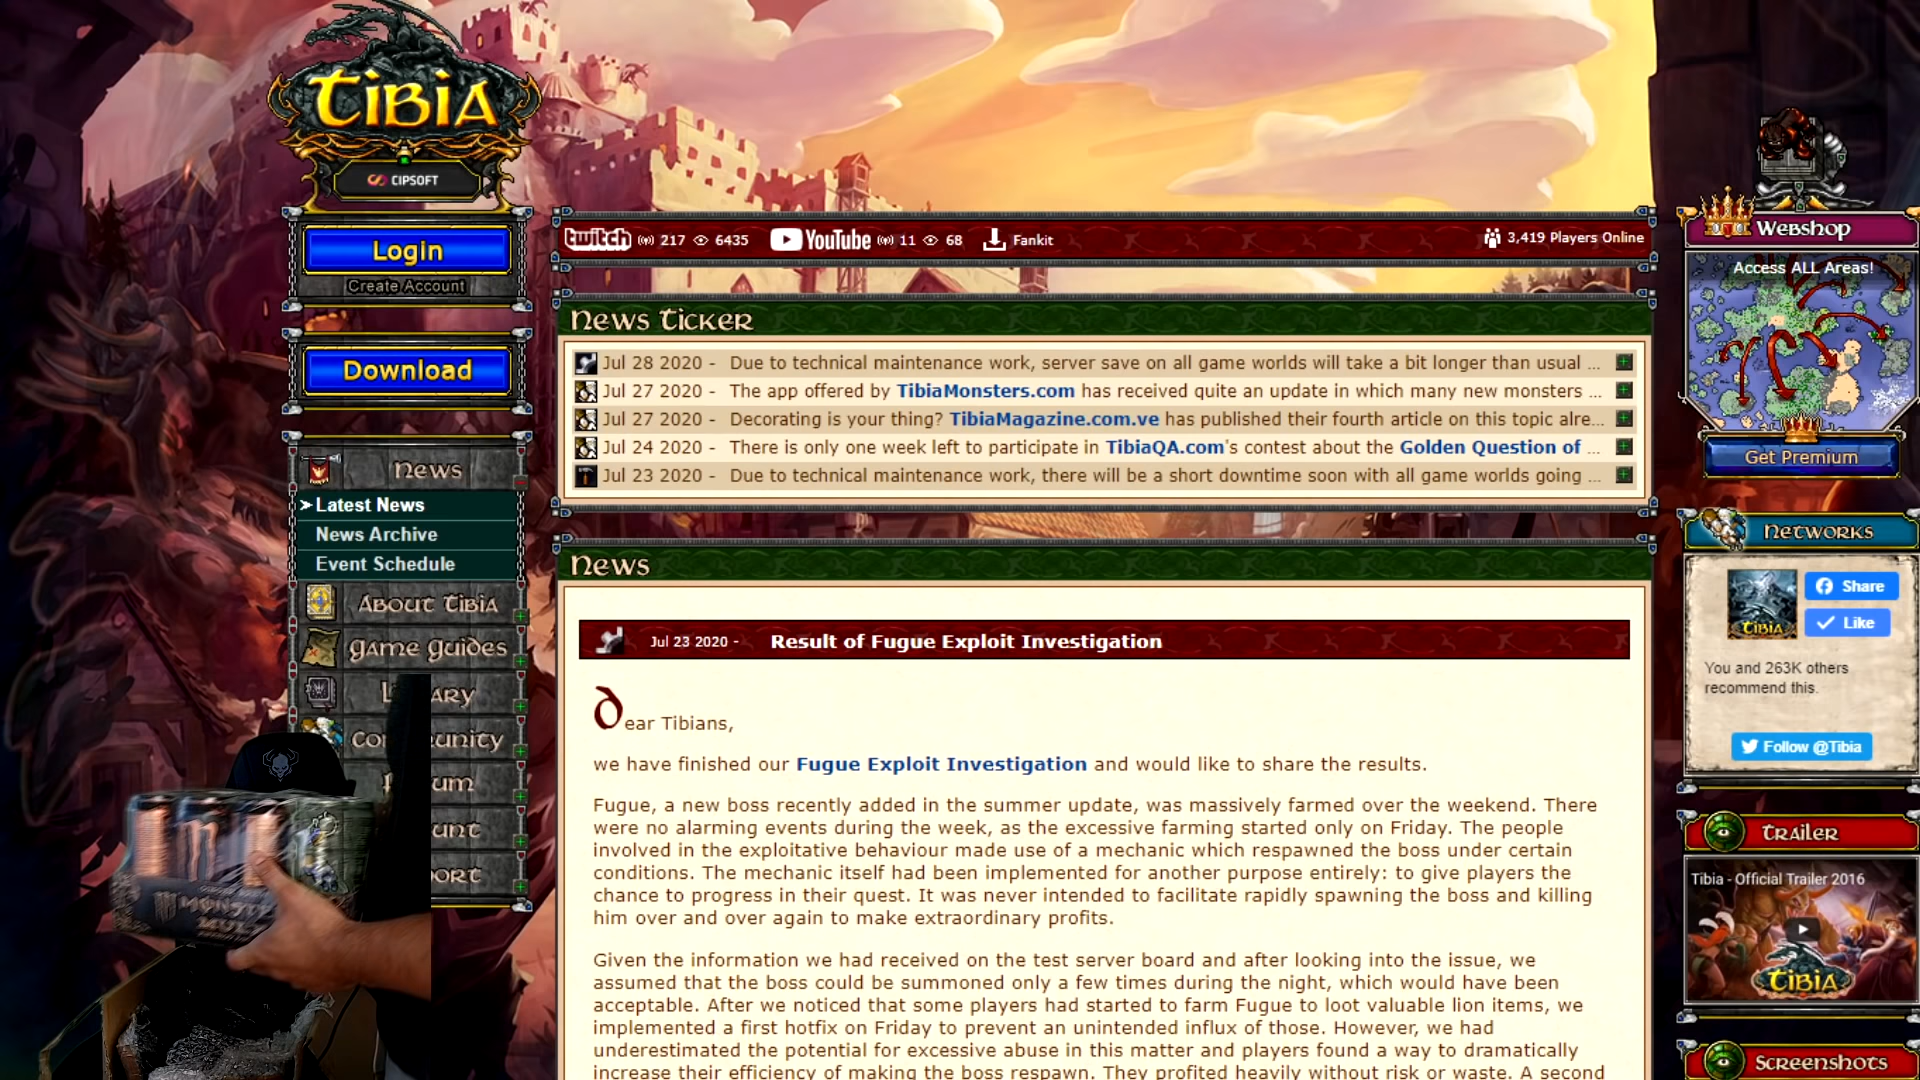 TIBIA
CIPSOFT
Login
Create Account
Download
News
Latest News
News Archive
Event Schedule
About Tibia
Game Guides
twitch 217 6435 YouTube 11 68 Fankit 3,419 Players Online
News Ticker
Jul 28 2020 - Due to technical maintenance work, server save on all game worlds will take a bit longer than usual ...
Jul 27 2020 - The app offered by TibiaMonsters.com has received quite an update in which many new monsters ...
Jul 27 2020 - Decorating is your thing? TibiaMagazine.com.ve has published their fourth article on this topic alre...
Jul 24 2020 - There is only one week left to participate in TibiaQA.com's contest about the Golden Question of ...
Jul 23 2020 - Due to technical maintenance work, there will be a short downtime soon with all game worlds going ...
News
Jul 23 2020 - Result of Fugue Exploit Investigation
Dear Tibians,
we have finished our Fugue Exploit Investigation and would like to share the results.
Fugue, a new boss recently added in the summer update, was massively farmed over the weekend. There
were no alarming events during the week, as the excessive farming started only on Friday. The people
involved in the exploitative behaviour made use of a mechanic which respawned the boss under certain
conditions. The mechanic itself had been implemented for another purpose entirely: to give players the
chance to progress in their quest. It was never intended to facilitate rapidly spawning the boss and killing
him over and over again to make extraordinary profits.
Given the information we had received on the test server board and after looking into the issue, we
assumed that the boss could be summoned only a few times during the night, which would have been
acceptable. After we noticed that some players had started to farm Fugue to loot valuable lion items, we
implemented a first hotfix on Friday to prevent an unintended influx of those. However, we had
underestimated the potential for excessive abuse in this matter and players found a way to dramatically
increase their efficiency of making the boss respawn. They profited heavily without risk or waste. A second
Webshop
Access ALL Areas!
Get Premium
Networks
TIBIA
Share
Like
You and 263K others
recommend this.
Follow @Tibia
Trailer
Tibia - Official Trailer 2016
TIBIA
Screenshots